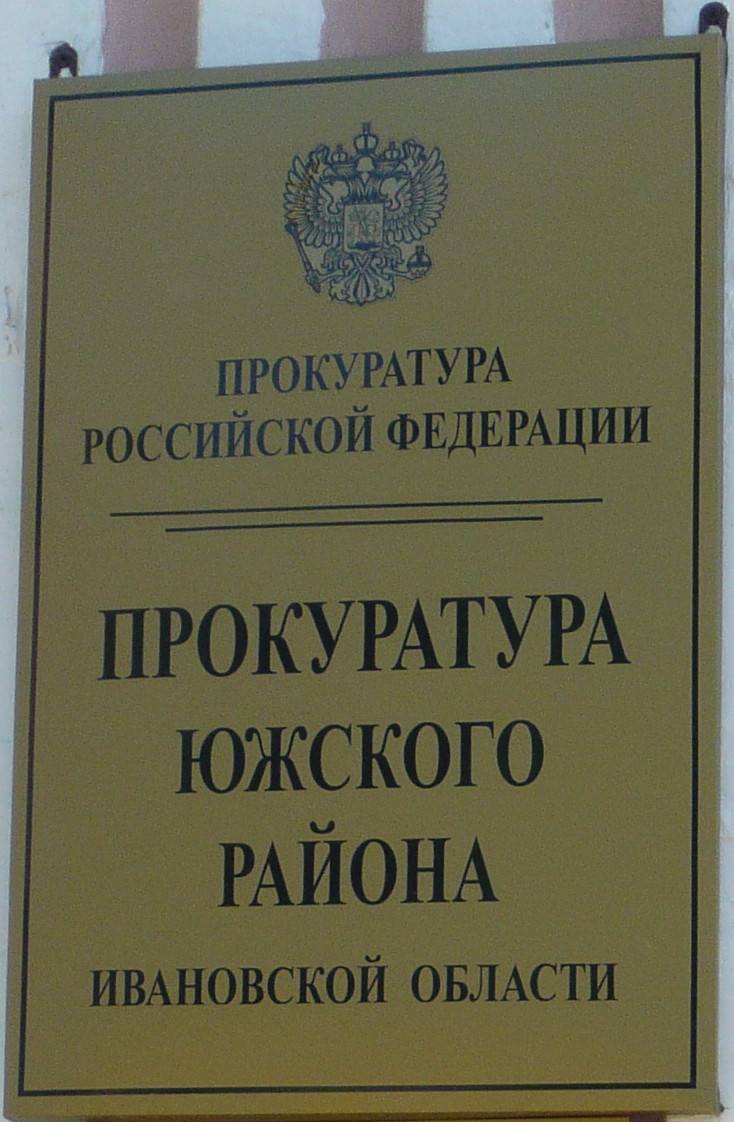 ПРОКУРАТУРА
РОССИЙСКОЙ ФЕДЕРАЦИИ
ПРОКУРАТУРА
ЮЖСКОГО
РАЙОНА
ИВАНОВСКОЙ ОБЛАСТИ